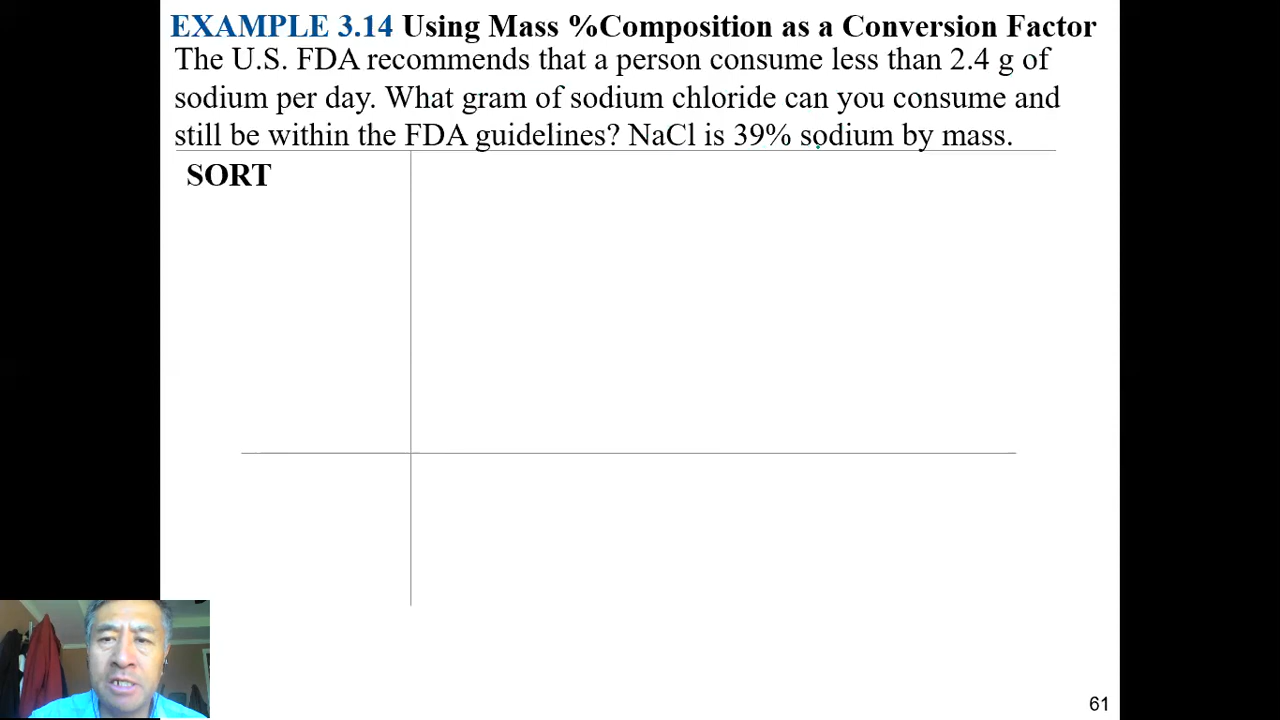 EXAMPLE 3.14 Using Mass %Composition as a Conversion Factor
The U.S. FDA recommends that a person consume less than 2.4 g of
sodium per day. What gram of sodium chloride can you consume and
still be within the FDA guidelines? NaCl is 39% sodium by mass.
SORT
61